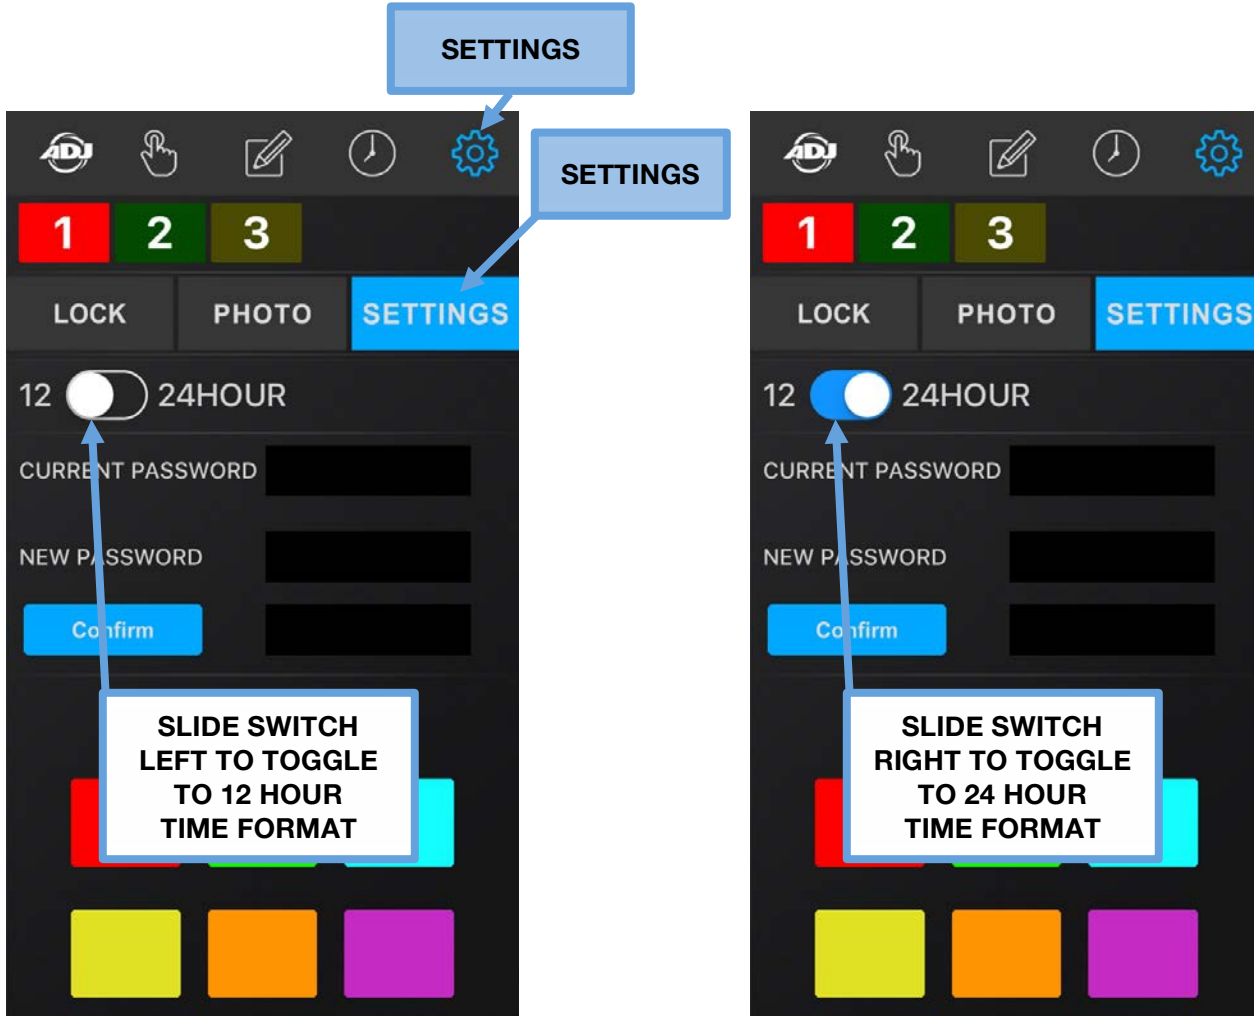 SETTINGS
ADJ
SETTINGS
1 2 3
LOCK PHOTO SETTINGS
12 24HOUR
CURRENT PASSWORD
NEW PASSWORD
Confirm
SLIDE SWITCH
LEFT TO TOGGLE
TO 12 HOUR
TIME FORMAT
ADJ
1 2 3
LOCK PHOTO SETTINGS
12 24HOUR
CURRENT PASSWORD
NEW PASSWORD
Confirm
SLIDE SWITCH
RIGHT TO TOGGLE
TO 24 HOUR
TIME FORMAT